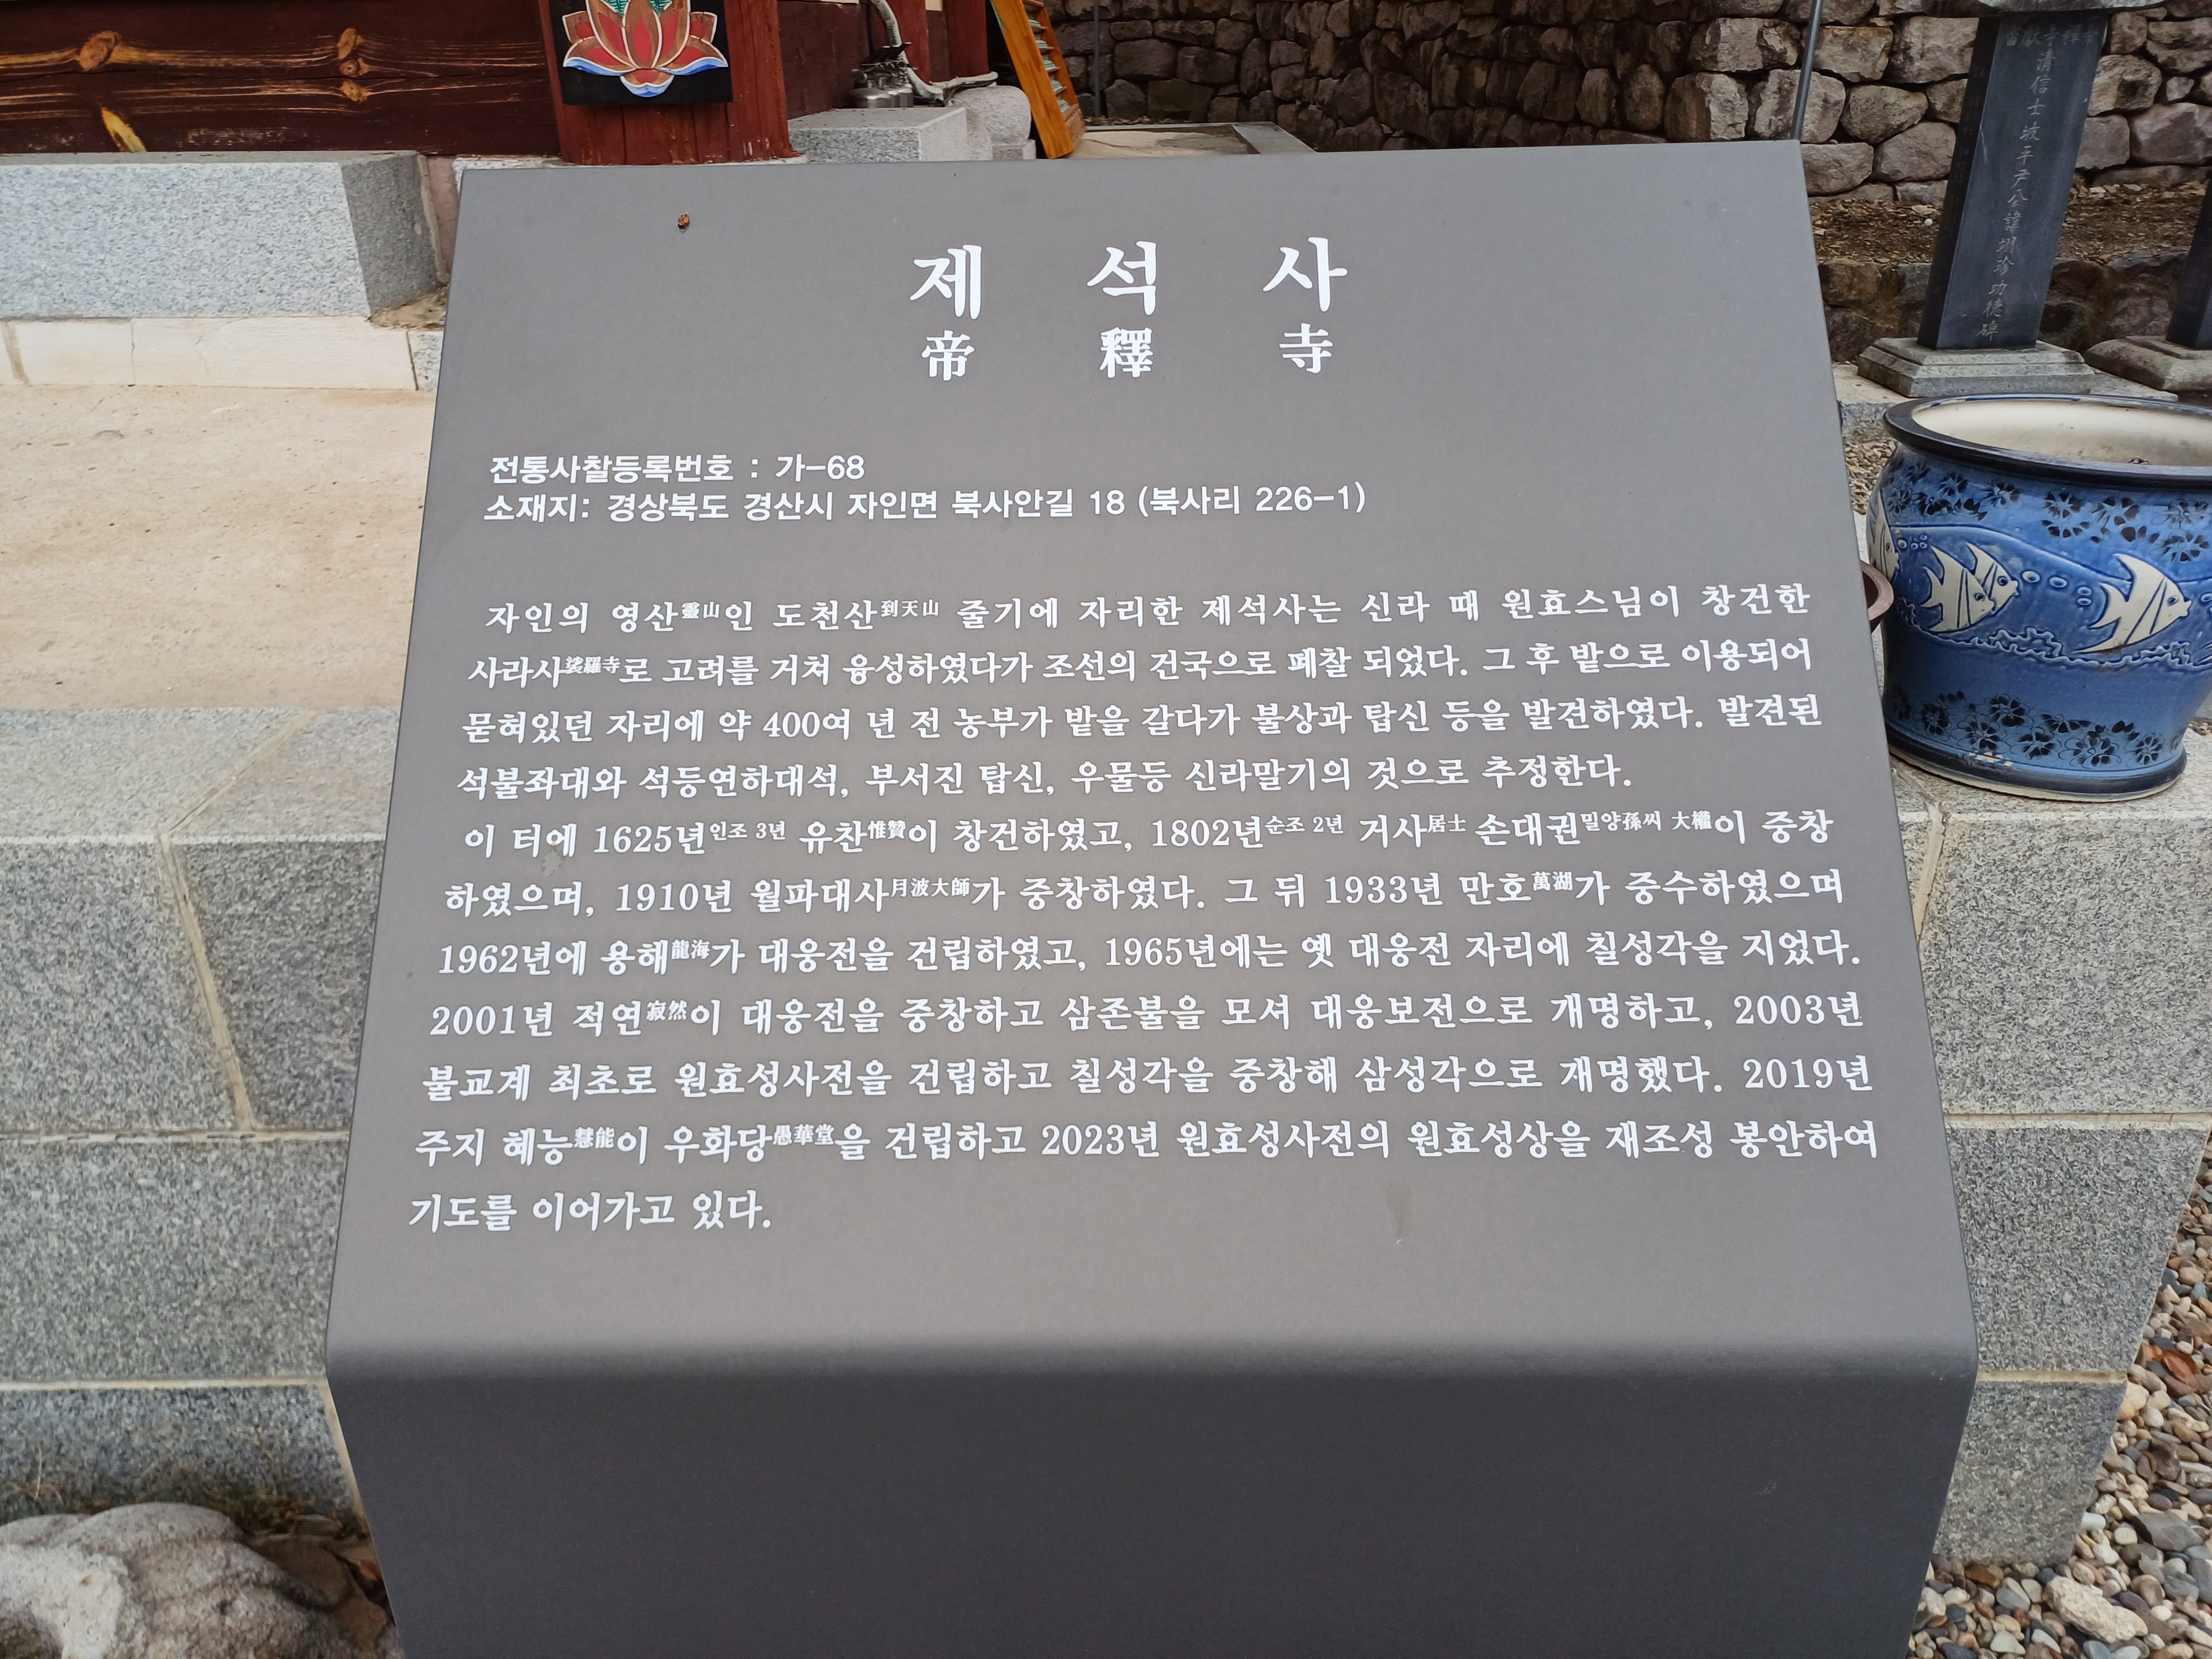 제 석 사
帝 釋 寺
전통사찰등록번호 : 가-68
소재지: 경상북도 경산시 자인면 북사안길 18 (북사리 226-1)
자인의 영산靈山인 도천산到天山 줄기에 자리한 제석사는 신라 때 원효스님이 창건한
사라사裟羅寺로 고려를 거쳐 융성하였다가 조선의 건국으로 폐찰 되었다. 그 후 밭으로 이용되어
묻혀있던 자리에 약 400여 년 전 농부가 밭을 갈다가 불상과 탑신 등을 발견하였다. 발견된
석불좌대와 석등연하대석, 부서진 탑신, 우물등 신라말기의 것으로 추정한다.
이 터에 1625년인조 3년 유찬惟贊이 창건하였고, 1802년순조 2년 거사居士 손대권밀양孫씨 大權이 중창
하였으며, 1910년 월파대사月波大師가 중창하였다. 그 뒤 1933년 만호萬湖가 중수하였으며
1962년에 용해龍海가 대웅전을 건립하였고, 1965년에는 옛 대웅전 자리에 칠성각을 지었다.
2001년 적연寂然이 대웅전을 중창하고 삼존불을 모셔 대웅보전으로 개명하고, 2003년
불교계 최초로 원효성사전을 건립하고 칠성각을 중창해 삼성각으로 재명했다. 2019년
주지 혜능慧能이 우화당愚華堂을 건립하고 2023년 원효성사전의 원효성상을 재조성 봉안하여
기도를 이어가고 있다.
清信士坡平尹公諱
功德碑